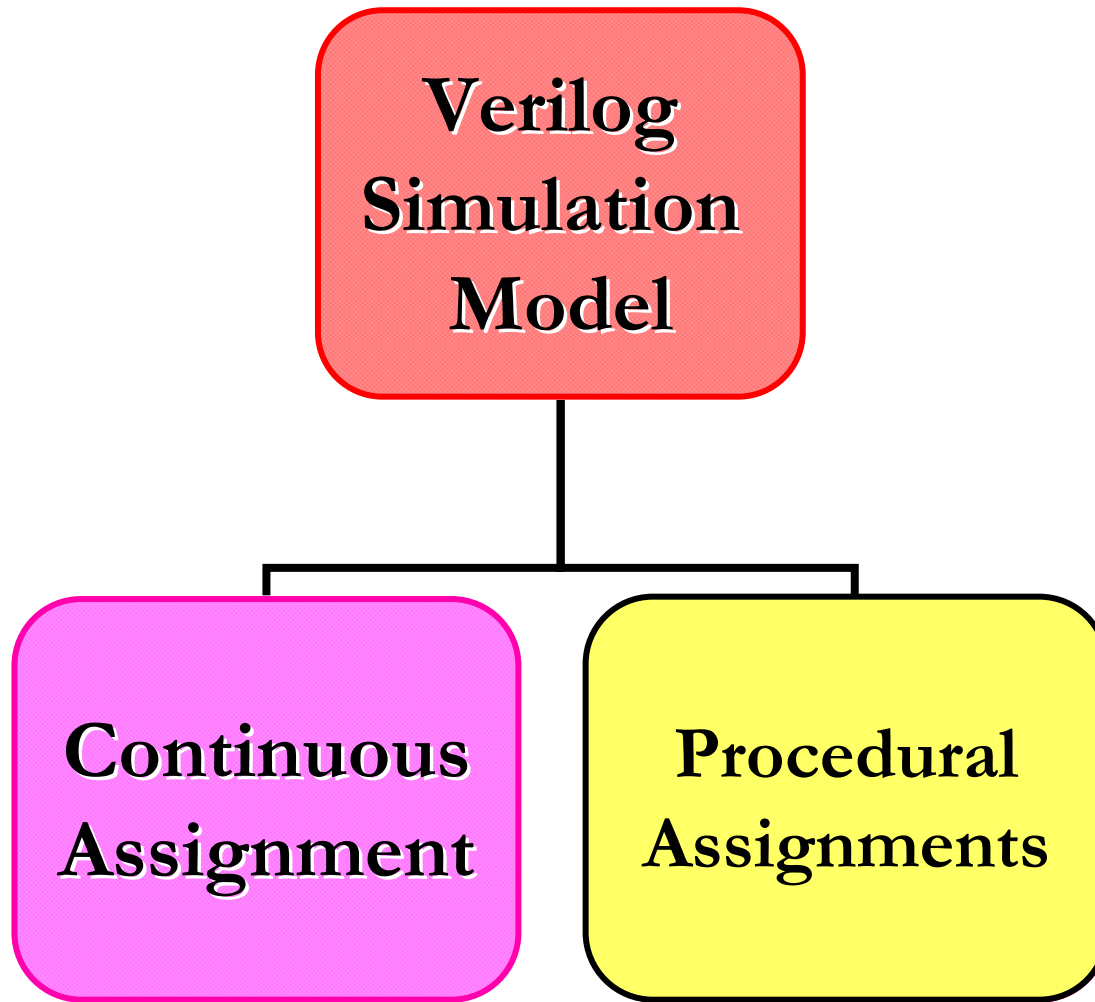 Verilog
Simulation
Model
Continuous
Assignment
Procedural
Assignments